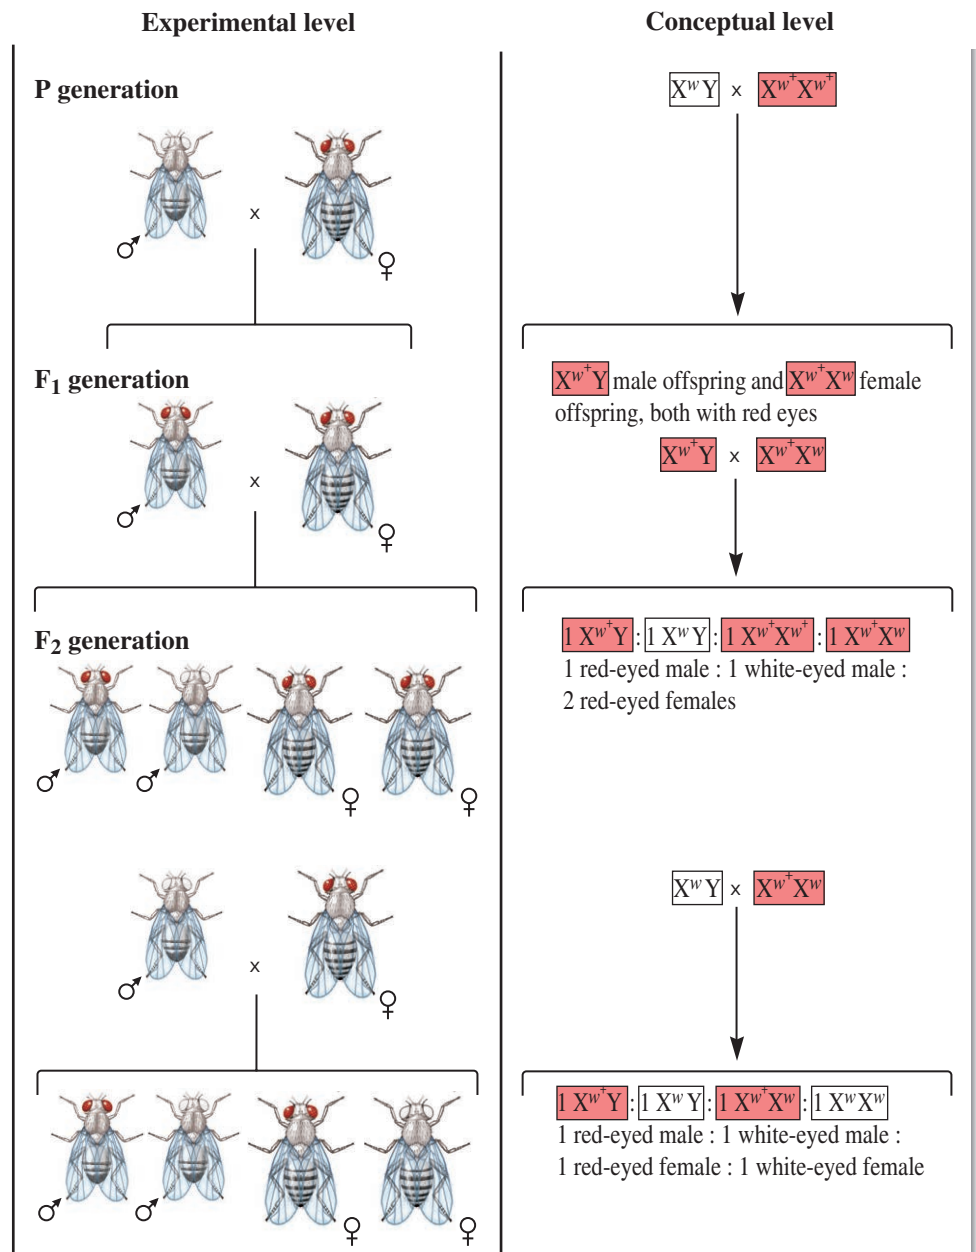 Experimental level
Conceptual level
P generation
XʷY x Xʷ⁺Xʷ⁺
♂ x ♀
F₁ generation
Xʷ⁺Y male offspring and Xʷ⁺Xʷ female
offspring, both with red eyes
Xʷ⁺Y x Xʷ⁺Xʷ
♂ x ♀
F₂ generation
1 Xʷ⁺Y : 1 XʷY : 1 Xʷ⁺Xʷ⁺ : 1 Xʷ⁺Xʷ
1 red-eyed male : 1 white-eyed male :
2 red-eyed females
♂ ♂ ♀ ♀
XʷY x Xʷ⁺Xʷ
♂ x ♀
1 Xʷ⁺Y : 1 XʷY : 1 Xʷ⁺Xʷ : 1 XʷXʷ
1 red-eyed male : 1 white-eyed male :
1 red-eyed female : 1 white-eyed female
♂ ♂ ♀ ♀